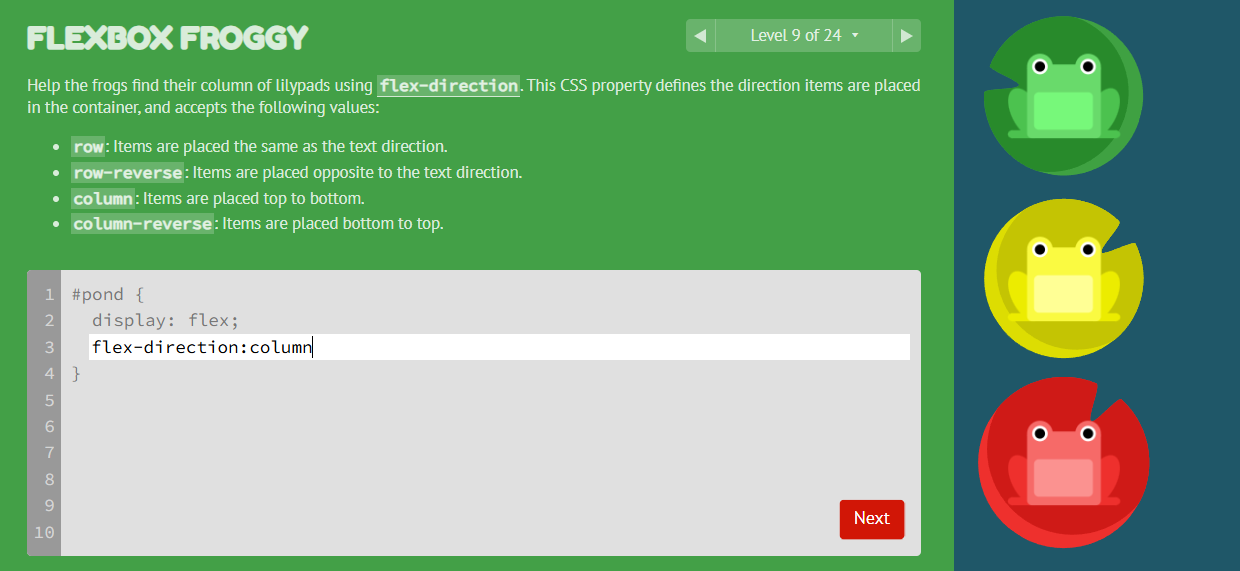 FLEXBOX FROGGY
◀ Level 9 of 24 ▾ ▶
Help the frogs find their column of lilypads using flex-direction. This CSS property defines the direction items are placed
in the container, and accepts the following values:
• row: Items are placed the same as the text direction.
• row-reverse: Items are placed opposite to the text direction.
• column: Items are placed top to bottom.
• column-reverse: Items are placed bottom to top.
1 #pond {
2 display: flex;
3 flex-direction:column
4 }
5
6
7
8
9
10
Next